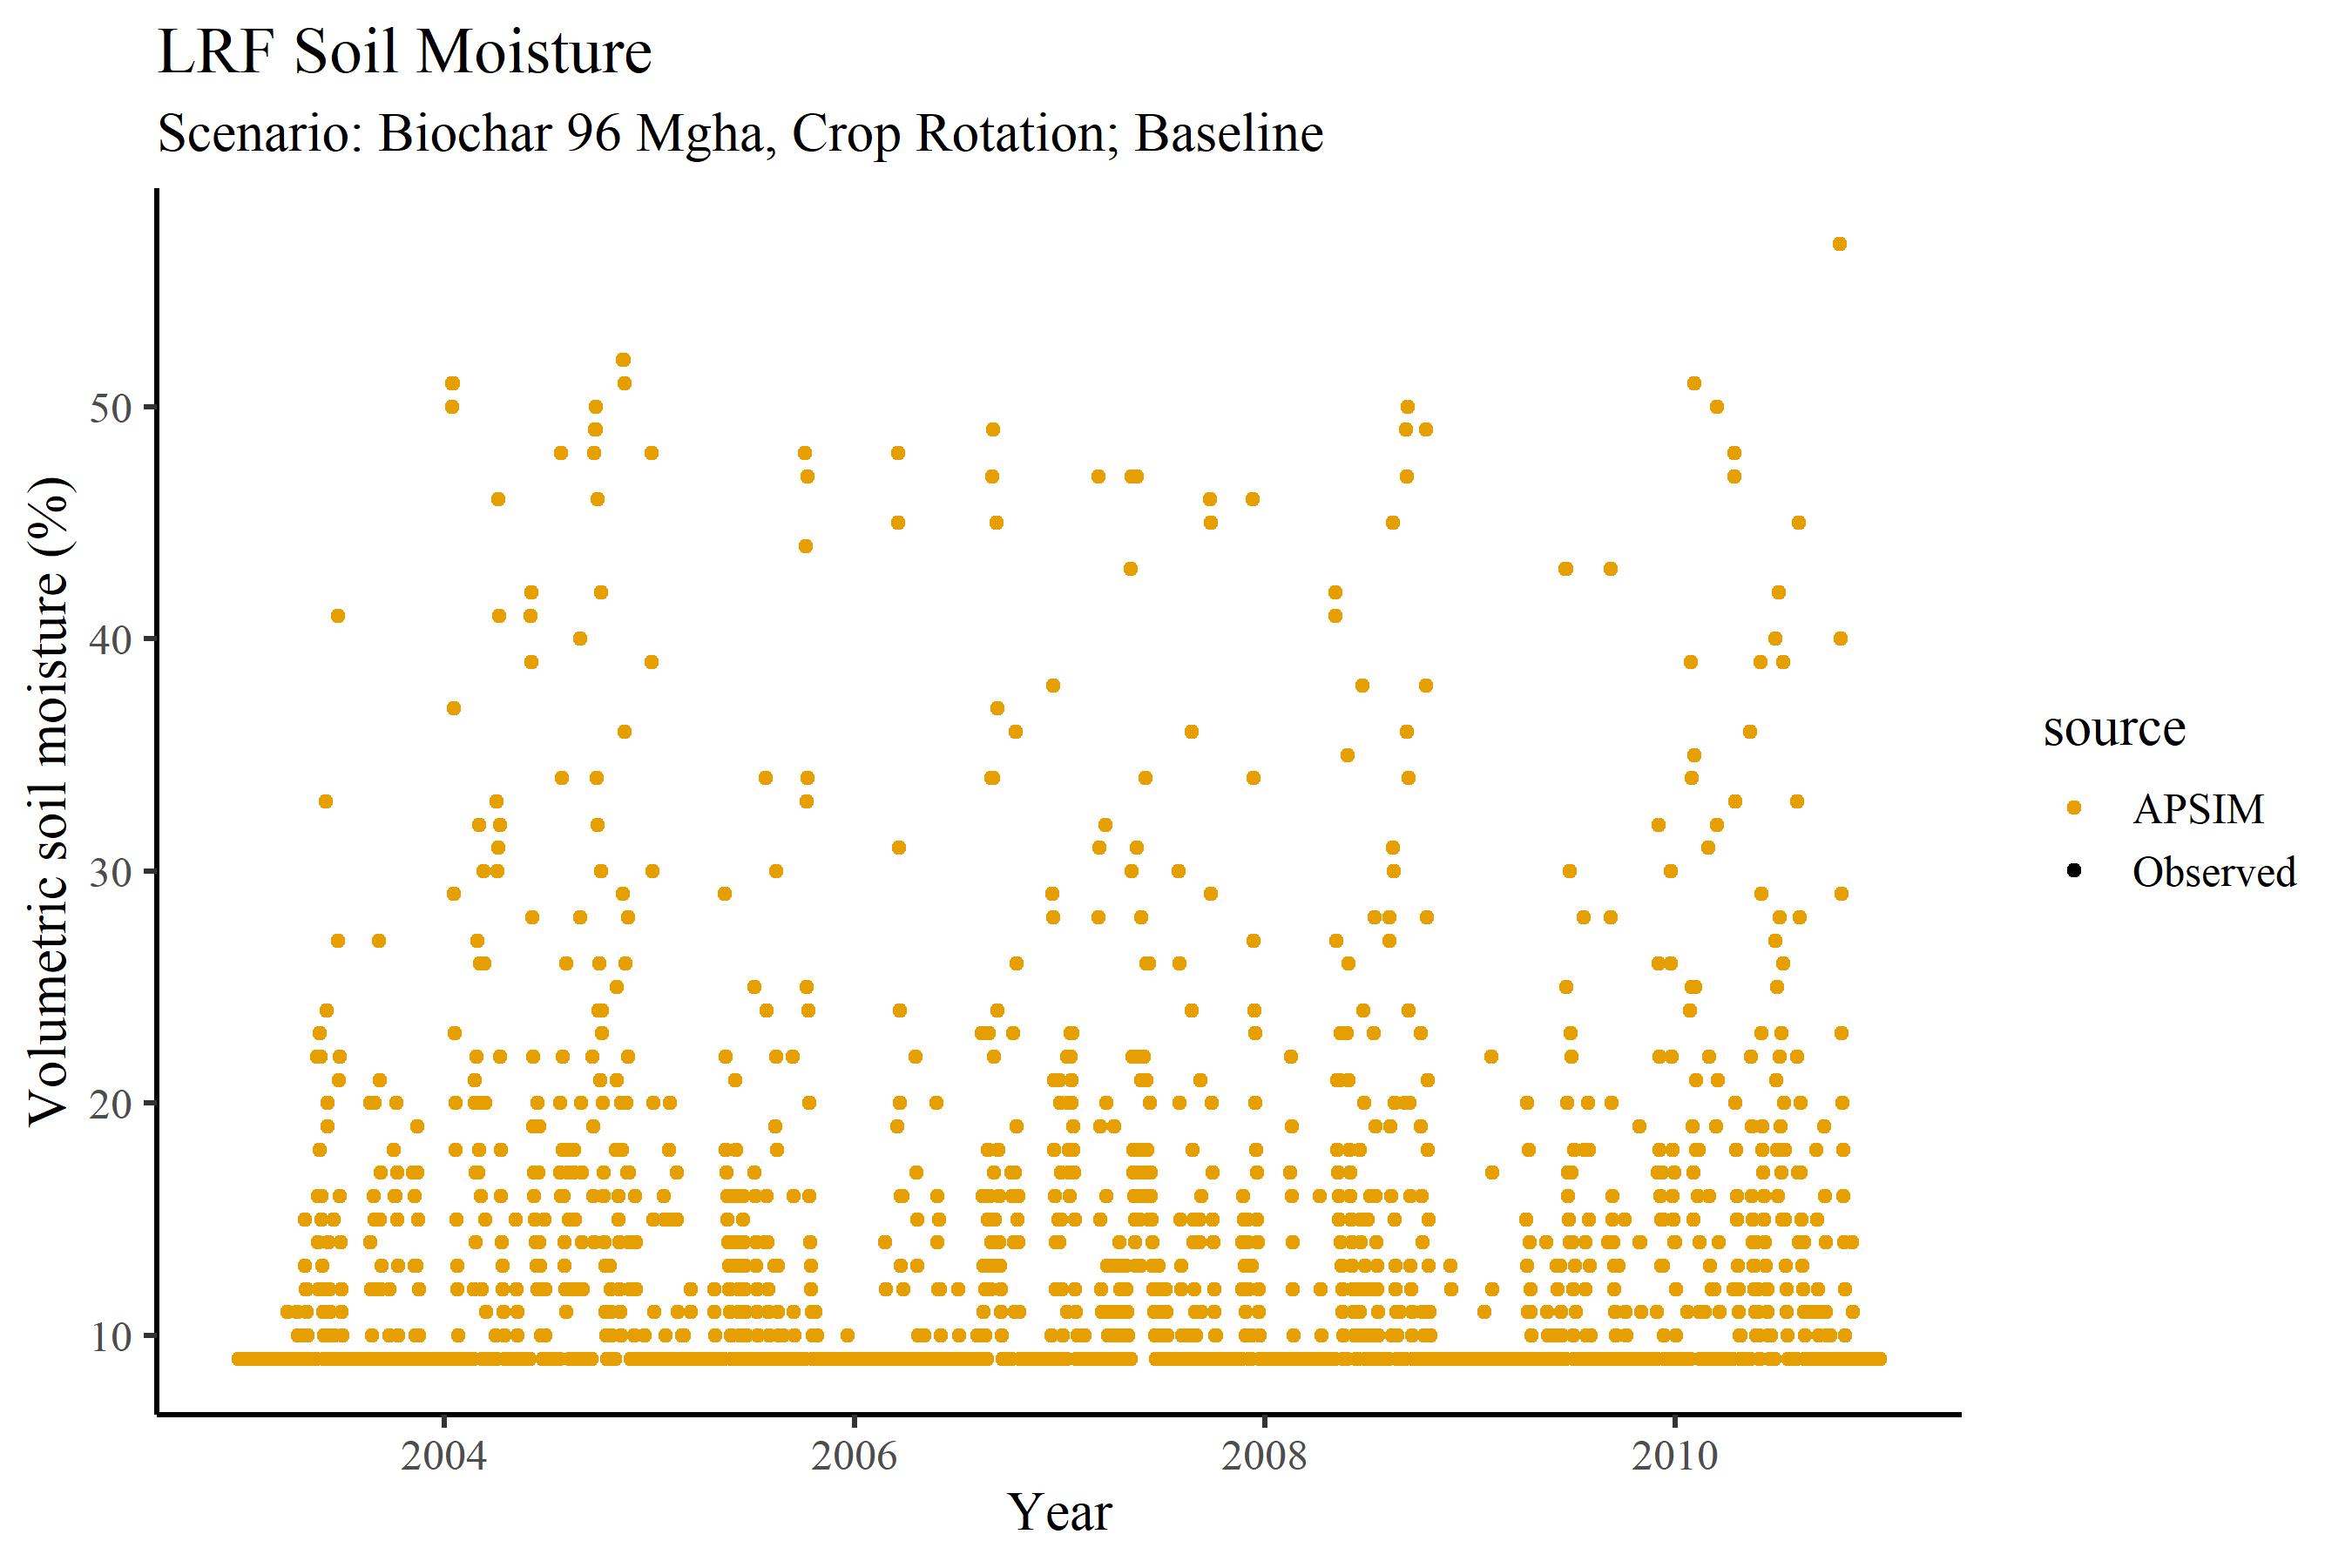 LRF Soil Moisture
Scenario: Biochar 96 Mgha, Crop Rotation; Baseline
Volumetric soil moisture (%)
50
40
30
20
10
2004
2006
2008
2010
Year
source
APSIM
Observed